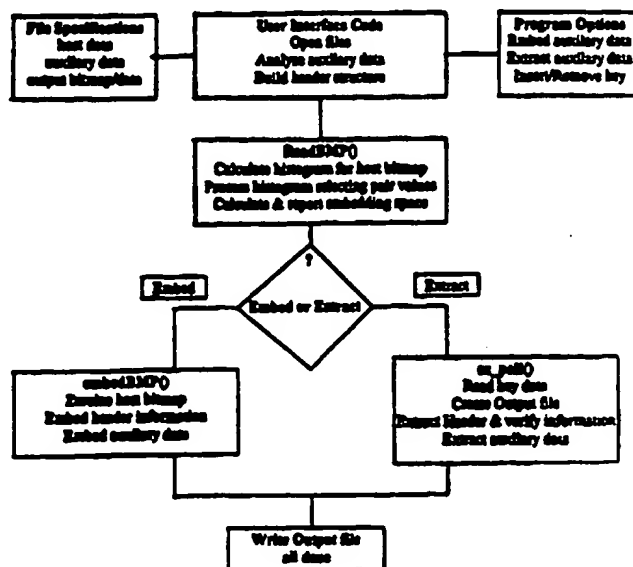 File Specifications
host data
auxiliary data
output bitmap/data
User Interface Code
Open files
Analyze auxiliary data
Build header structure
Program Options
Embed auxiliary data
Extract auxiliary data
Insert/Remove key
ReadBMP()
Calculate histogram for host bitmap
Process histogram selecting pair values
Calculate & report embedding space
?
Embed
Embed or Extract
Extract
embedBMP()
host bitmap
Embed header information
Embed auxiliary data
Read key data
Create Output file
Extract Header & verify information
Extract auxiliary data
Write Output file
all done